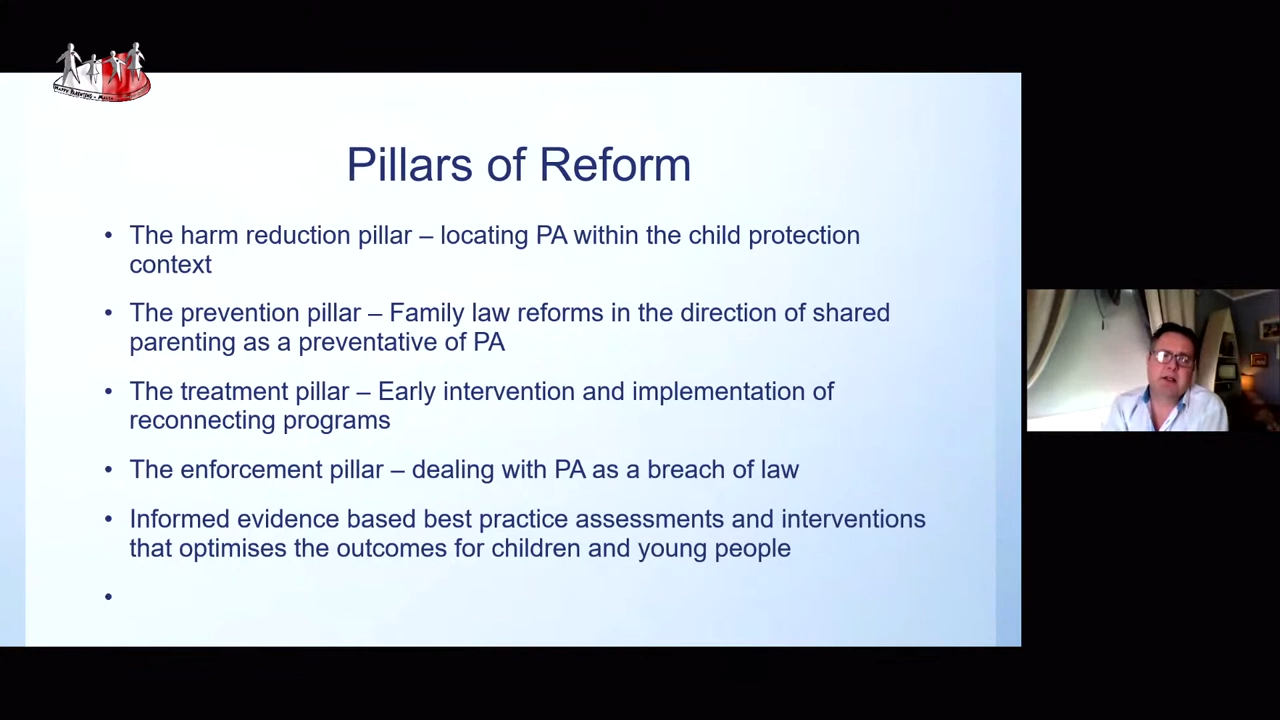 HAPPY PARENTING - MALTA
Pillars of Reform
• The harm reduction pillar – locating PA within the child protection
context
• The prevention pillar – Family law reforms in the direction of shared
parenting as a preventative of PA
• The treatment pillar – Early intervention and implementation of
reconnecting programs
• The enforcement pillar – dealing with PA as a breach of law
• Informed evidence based best practice assessments and interventions
that optimises the outcomes for children and young people
•